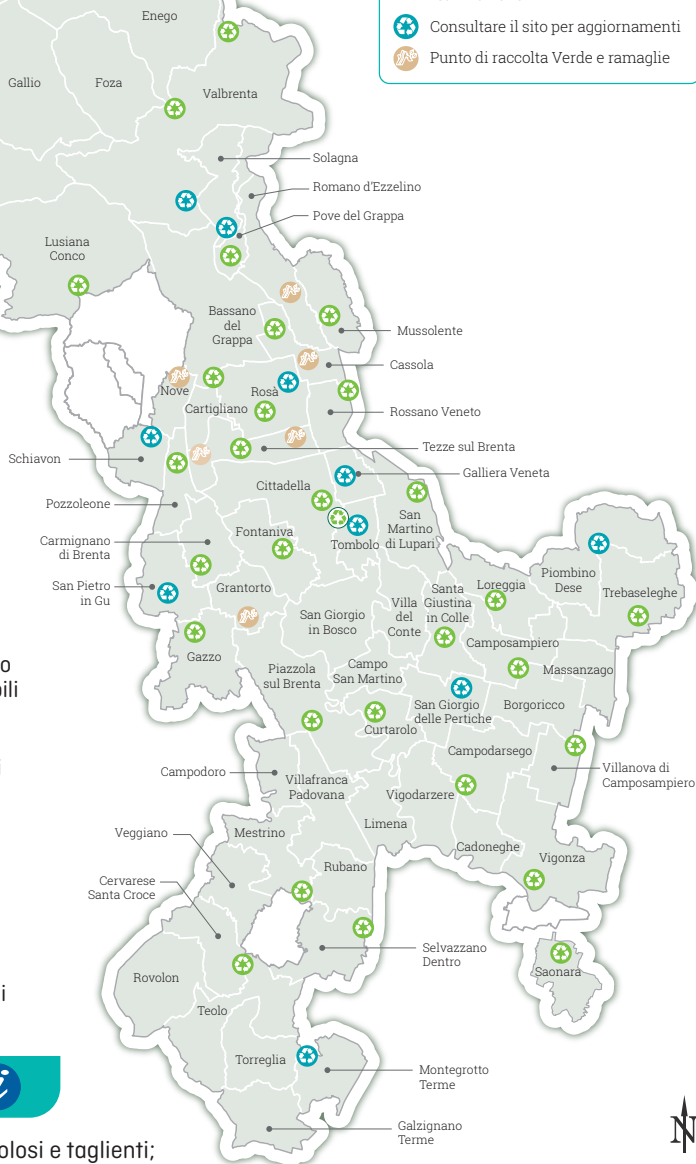 Consultare il sito per aggiornamenti
Punto di raccolta Verde e ramaglie
Enego
Gallio
Foza
Valbrenta
Solagna
Romano d'Ezzelino
Pove del Grappa
Lusiana
Conco
Bassano
del
Grappa
Mussolente
Cassola
Nove
Rosà
Cartigliano
Rossano Veneto
Tezze sul Brenta
Schiavon
Galliera Veneta
Cittadella
Pozzoleone
San
Martino
di Lupari
Fontaniva
Tombolo
Carmignano
di Brenta
San Pietro
in Gu
Grantorto
Piombino
Dese
Loreggia
Trebaseleghe
Santa
Giustina
in Colle
Villa
del
Conte
San Giorgio
in Bosco
Camposampiero
Gazzo
Massanzago
Campo
San Martino
Piazzola
sul Brenta
San Giorgio
delle Pertiche
Borgoricco
Curtarolo
Campodarsego
Campodoro
Villafranca
Padovana
Villanova di
Camposampiero
Vigodarzere
Limena
Veggiano
Mestrino
Cadoneghe
Vigonza
Rubano
Cervarese
Santa Croce
Selvazzano
Dentro
Saonara
Rovolon
Teolo
Torreglia
Montegrotto
Terme
Galzignano
Terme
N
o
bili
i
i
i
olosi e taglienti;